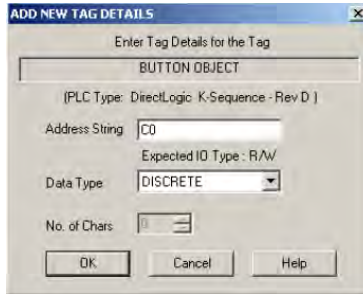 ADD NEW TAG DETAILS
Enter Tag Details for the Tag
BUTTON OBJECT
(PLC Type: DirectLogic K-Sequence - Rev D )
Address String C0
Expected IO Type : R/W
Data Type DISCRETE
No. of Chars 0
OK Cancel Help